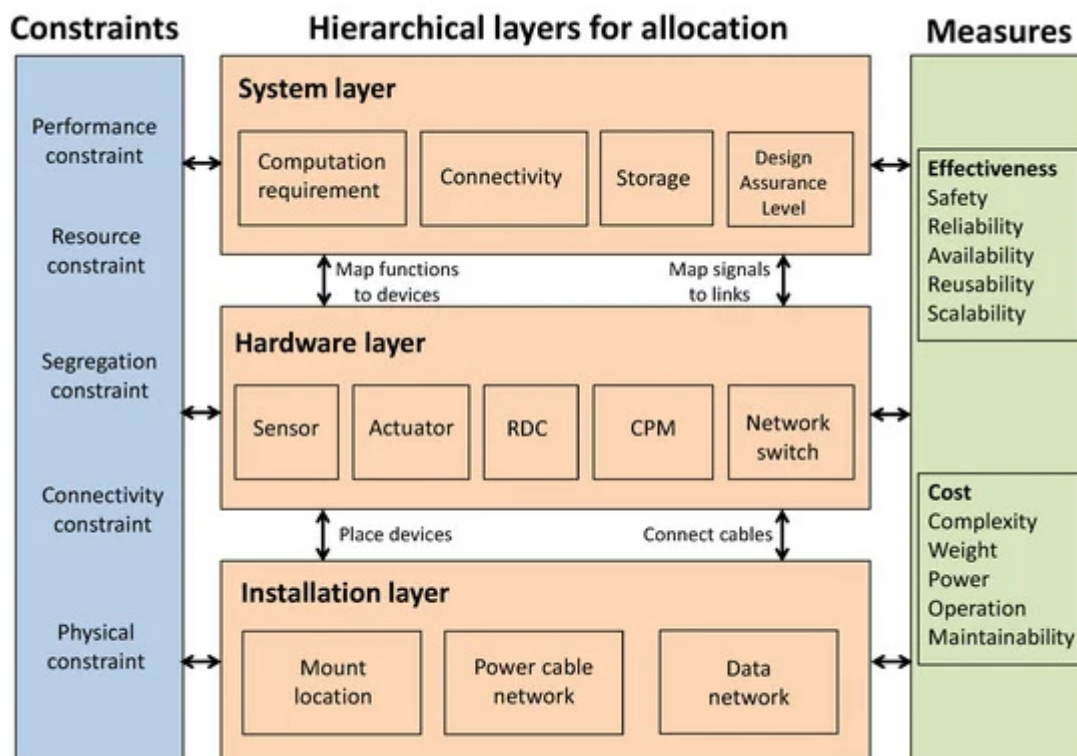 Constraints
Hierarchical layers for allocation
Measures
Performance
constraint
Resource
constraint
Segregation
constraint
Connectivity
constraint
Physical
constraint
System layer
Computation
requirement
Connectivity
Storage
Design
Assurance
Level
Map functions
to devices
Map signals
to links
Hardware layer
Sensor
Actuator
RDC
CPM
Network
switch
Place devices
Connect cables
Installation layer
Mount
location
Power cable
network
Data
network
Effectiveness
Safety
Reliability
Availability
Reusability
Scalability
Cost
Complexity
Weight
Power
Operation
Maintainability